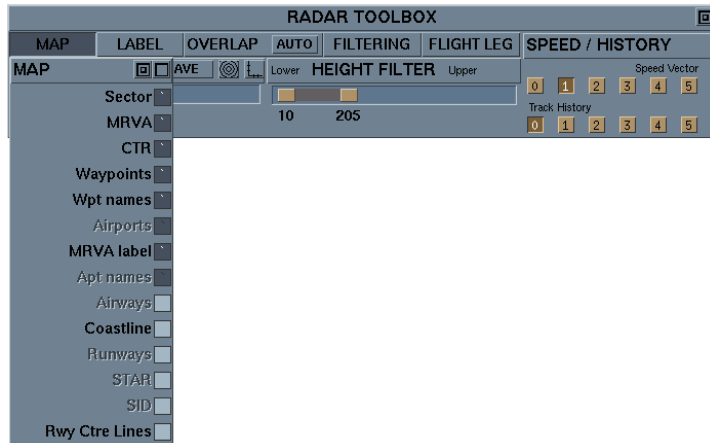 RADAR TOOLBOX
MAP LABEL OVERLAP AUTO FILTERING FLIGHT LEG SPEED / HISTORY
MAP AVE Lower HEIGHT FILTER Upper Speed Vector
0 1 2 3 4 5
10 205
Track History
0 1 2 3 4 5
Sector
MRVA
CTR
Waypoints
Wpt names
Airports
MRVA label
Apt names
Airways
Coastline
Runways
STAR
SID
Rwy Ctre Lines